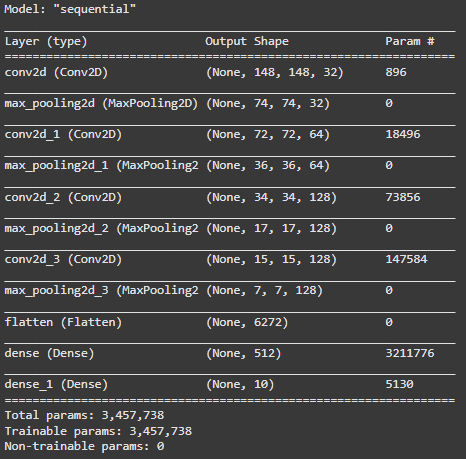 Model: "sequential"
Layer (type) Output Shape Param #
conv2d (Conv2D) (None, 148, 148, 32) 896
max_pooling2d (MaxPooling2D) (None, 74, 74, 32) 0
conv2d_1 (Conv2D) (None, 72, 72, 64) 18496
max_pooling2d_1 (MaxPooling2 (None, 36, 36, 64) 0
conv2d_2 (Conv2D) (None, 34, 34, 128) 73856
max_pooling2d_2 (MaxPooling2 (None, 17, 17, 128) 0
conv2d_3 (Conv2D) (None, 15, 15, 128) 147584
max_pooling2d_3 (MaxPooling2 (None, 7, 7, 128) 0
flatten (Flatten) (None, 6272) 0
dense (Dense) (None, 512) 3211776
dense_1 (Dense) (None, 10) 5130
Total params: 3,457,738
Trainable params: 3,457,738
Non-trainable params: 0